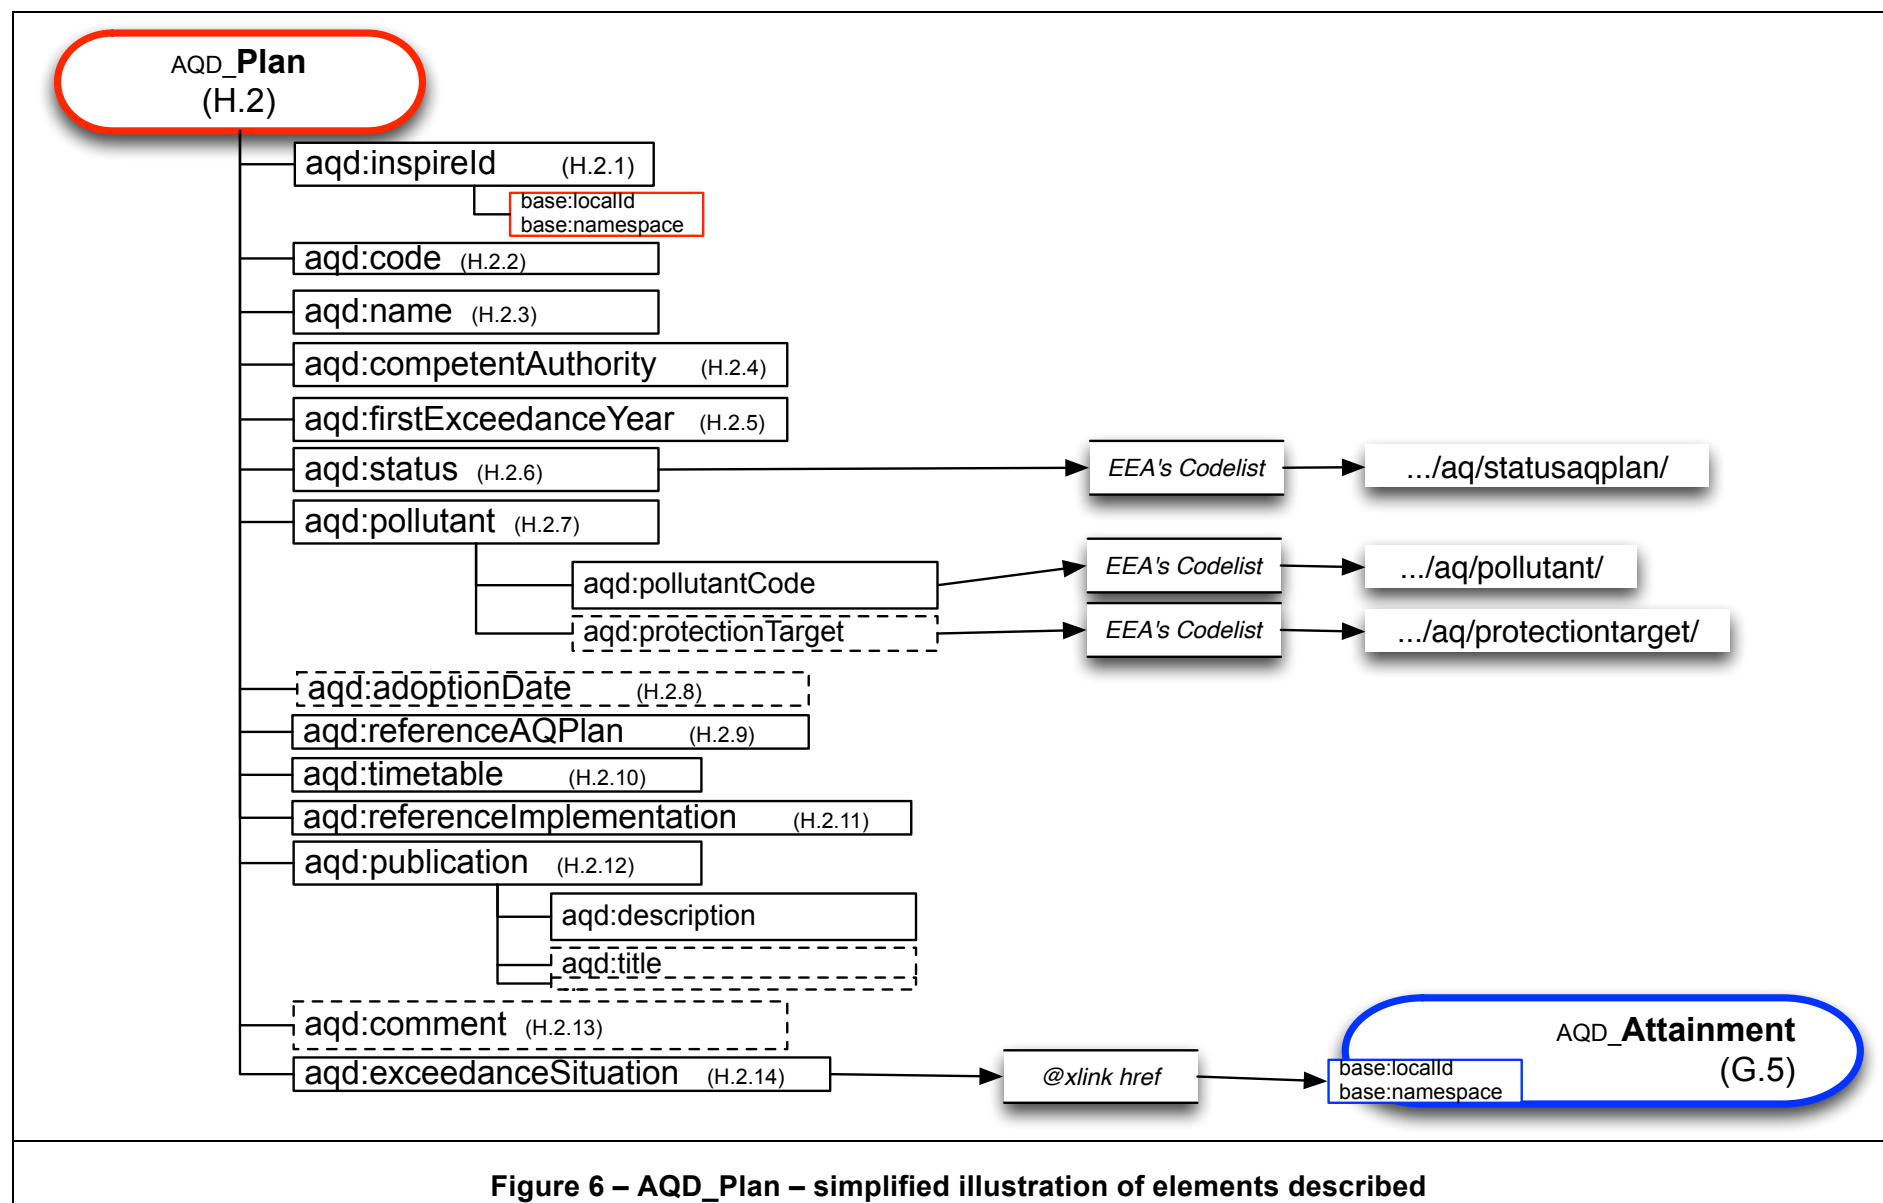 AQD_Plan
(H.2)
aqd:inspireId (H.2.1)
base:localId
base:namespace
aqd:code (H.2.2)
aqd:name (H.2.3)
aqd:competentAuthority (H.2.4)
aqd:firstExceedanceYear (H.2.5)
aqd:status (H.2.6) EEA's Codelist .../aq/statusaqplan/
aqd:pollutant (H.2.7)
aqd:pollutantCode EEA's Codelist .../aq/pollutant/
aqd:protectionTarget EEA's Codelist .../aq/protectiontarget/
aqd:adoptionDate (H.2.8)
aqd:referenceAQPlan (H.2.9)
aqd:timetable (H.2.10)
aqd:referenceImplementation (H.2.11)
aqd:publication (H.2.12)
aqd:description
aqd:title
...
aqd:comment (H.2.13)
aqd:exceedanceSituation (H.2.14) @xlink href
AQD_Attainment
(G.5)
base:localId
base:namespace
Figure 6 – AQD_Plan – simplified illustration of elements described